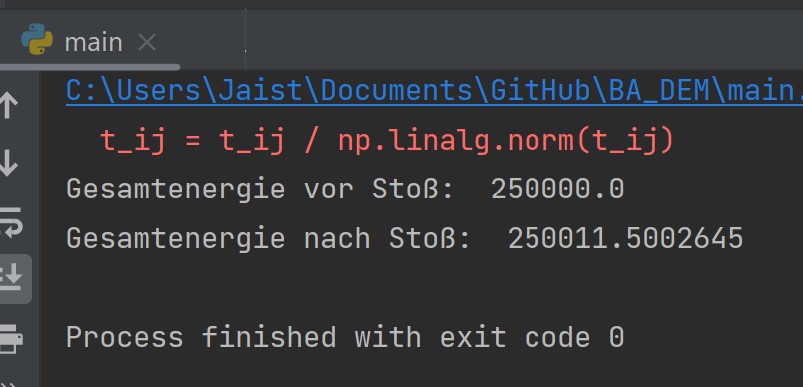 main
C:\Users\Jaist\Documents\GitHub\BA_DEM\main.
t_ij = t_ij / np.linalg.norm(t_ij)
Gesamtenergie vor Stoß:  250000.0
Gesamtenergie nach Stoß:  250011.5002645
Process finished with exit code 0